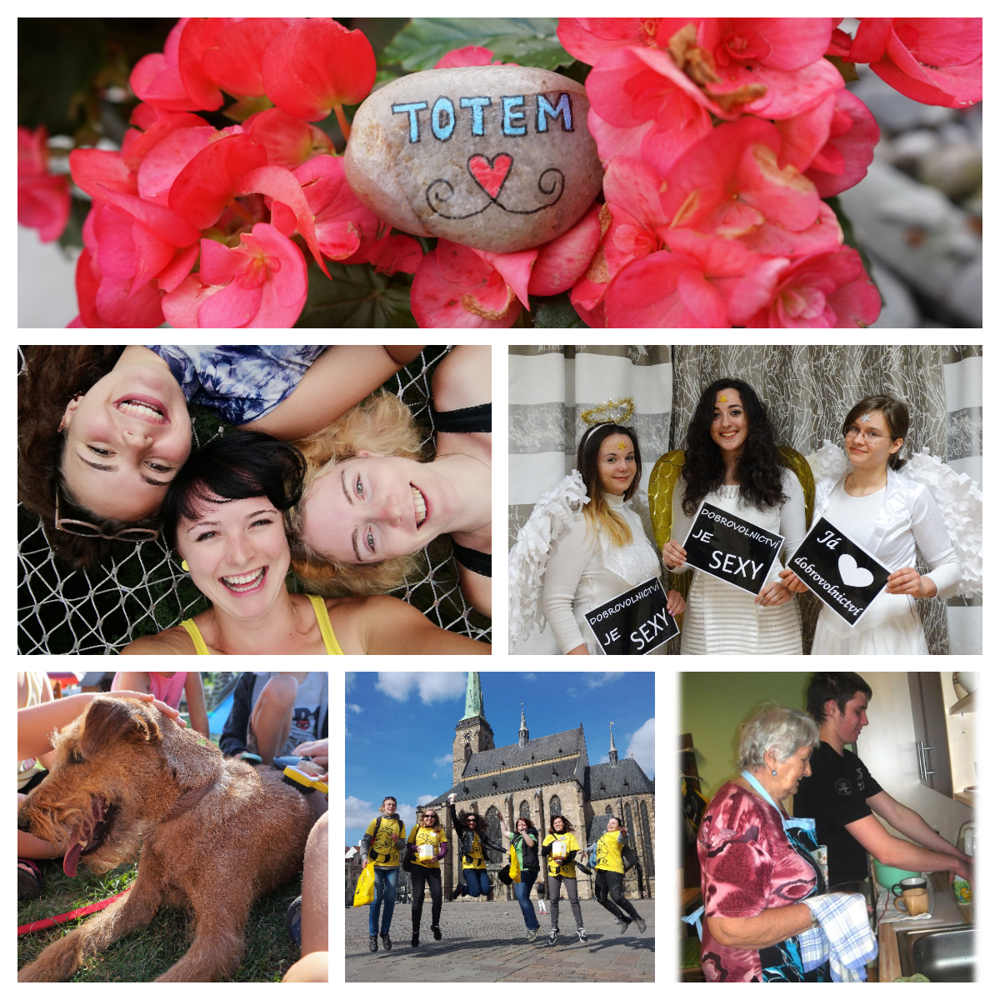 TOTEM
DOBROVOLNICTVÍ
JE
SEXY
DOBROVOLNICTVÍ
JE
SEXY
Já
dobrovolnictví